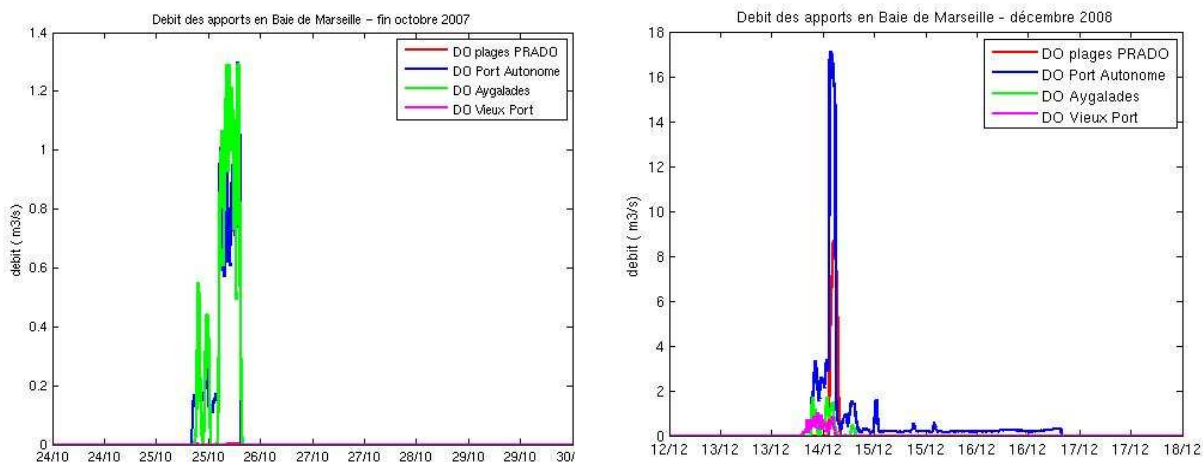 Debit des apports en Baie de Marseille – fin octobre 2007
1.4
1.2
1
0.8
0.6
0.4
0.2
0
debit ( m3/s)
DO plages PRADO
DO Port Autonome
DO Aygalades
DO Vieux Port
24/10 24/10 25/10 25/10 26/10 26/10 27/10 28/10 28/10 29/10 30/
Debit des apports en Baie de Marseille - décembre 2008
18
16
14
12
10
8
6
4
2
0
debit ( m3/s)
DO plages PRADO
DO Port Autonome
DO Aygalades
DO Vieux Port
12/12 13/12 13/12 14/12 15/12 15/12 16/12 16/12 17/12 17/12 18/12